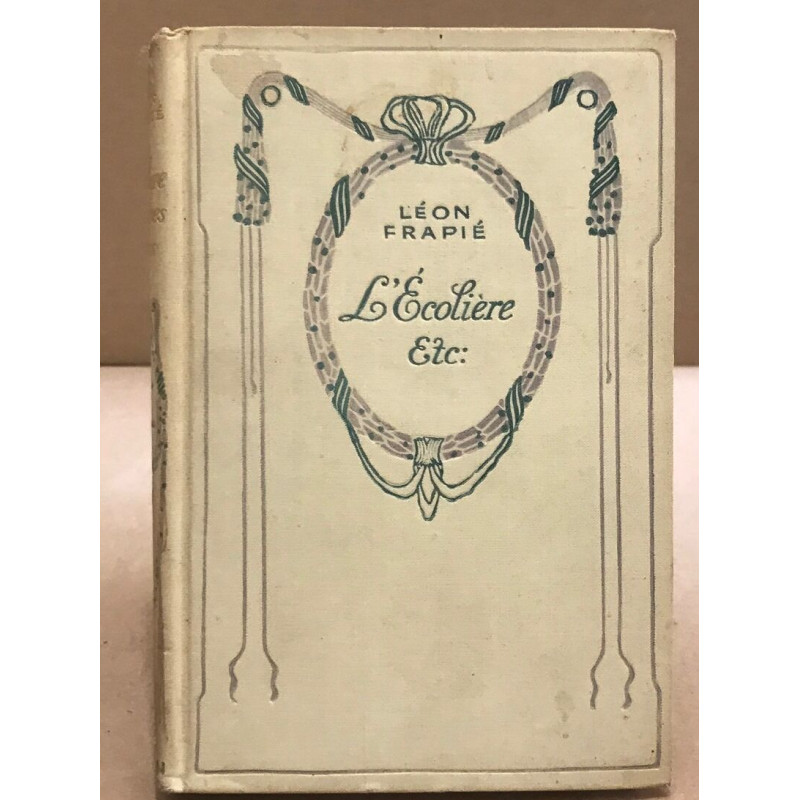 LÉON
FRAPIÉ
L'Écolière
Etc: